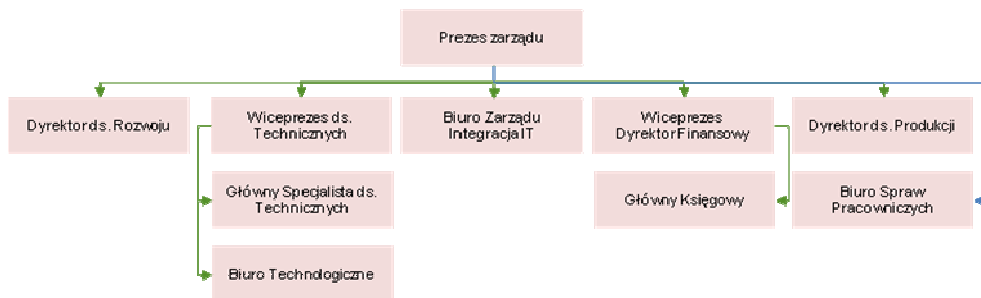 Prezes zarządu
Dyrektor ds. Rozwoju
Wiceprezes ds.
Technicznych
Biuro Zarządu
Integracja IT
Wiceprezes
Dyrektor Finansowy
Dyrektor ds. Produkcji
Główny Specjalista ds.
Technicznych
Główny Księgowy
Biuro Spraw
Pracowniczych
Biuro Technologiczne